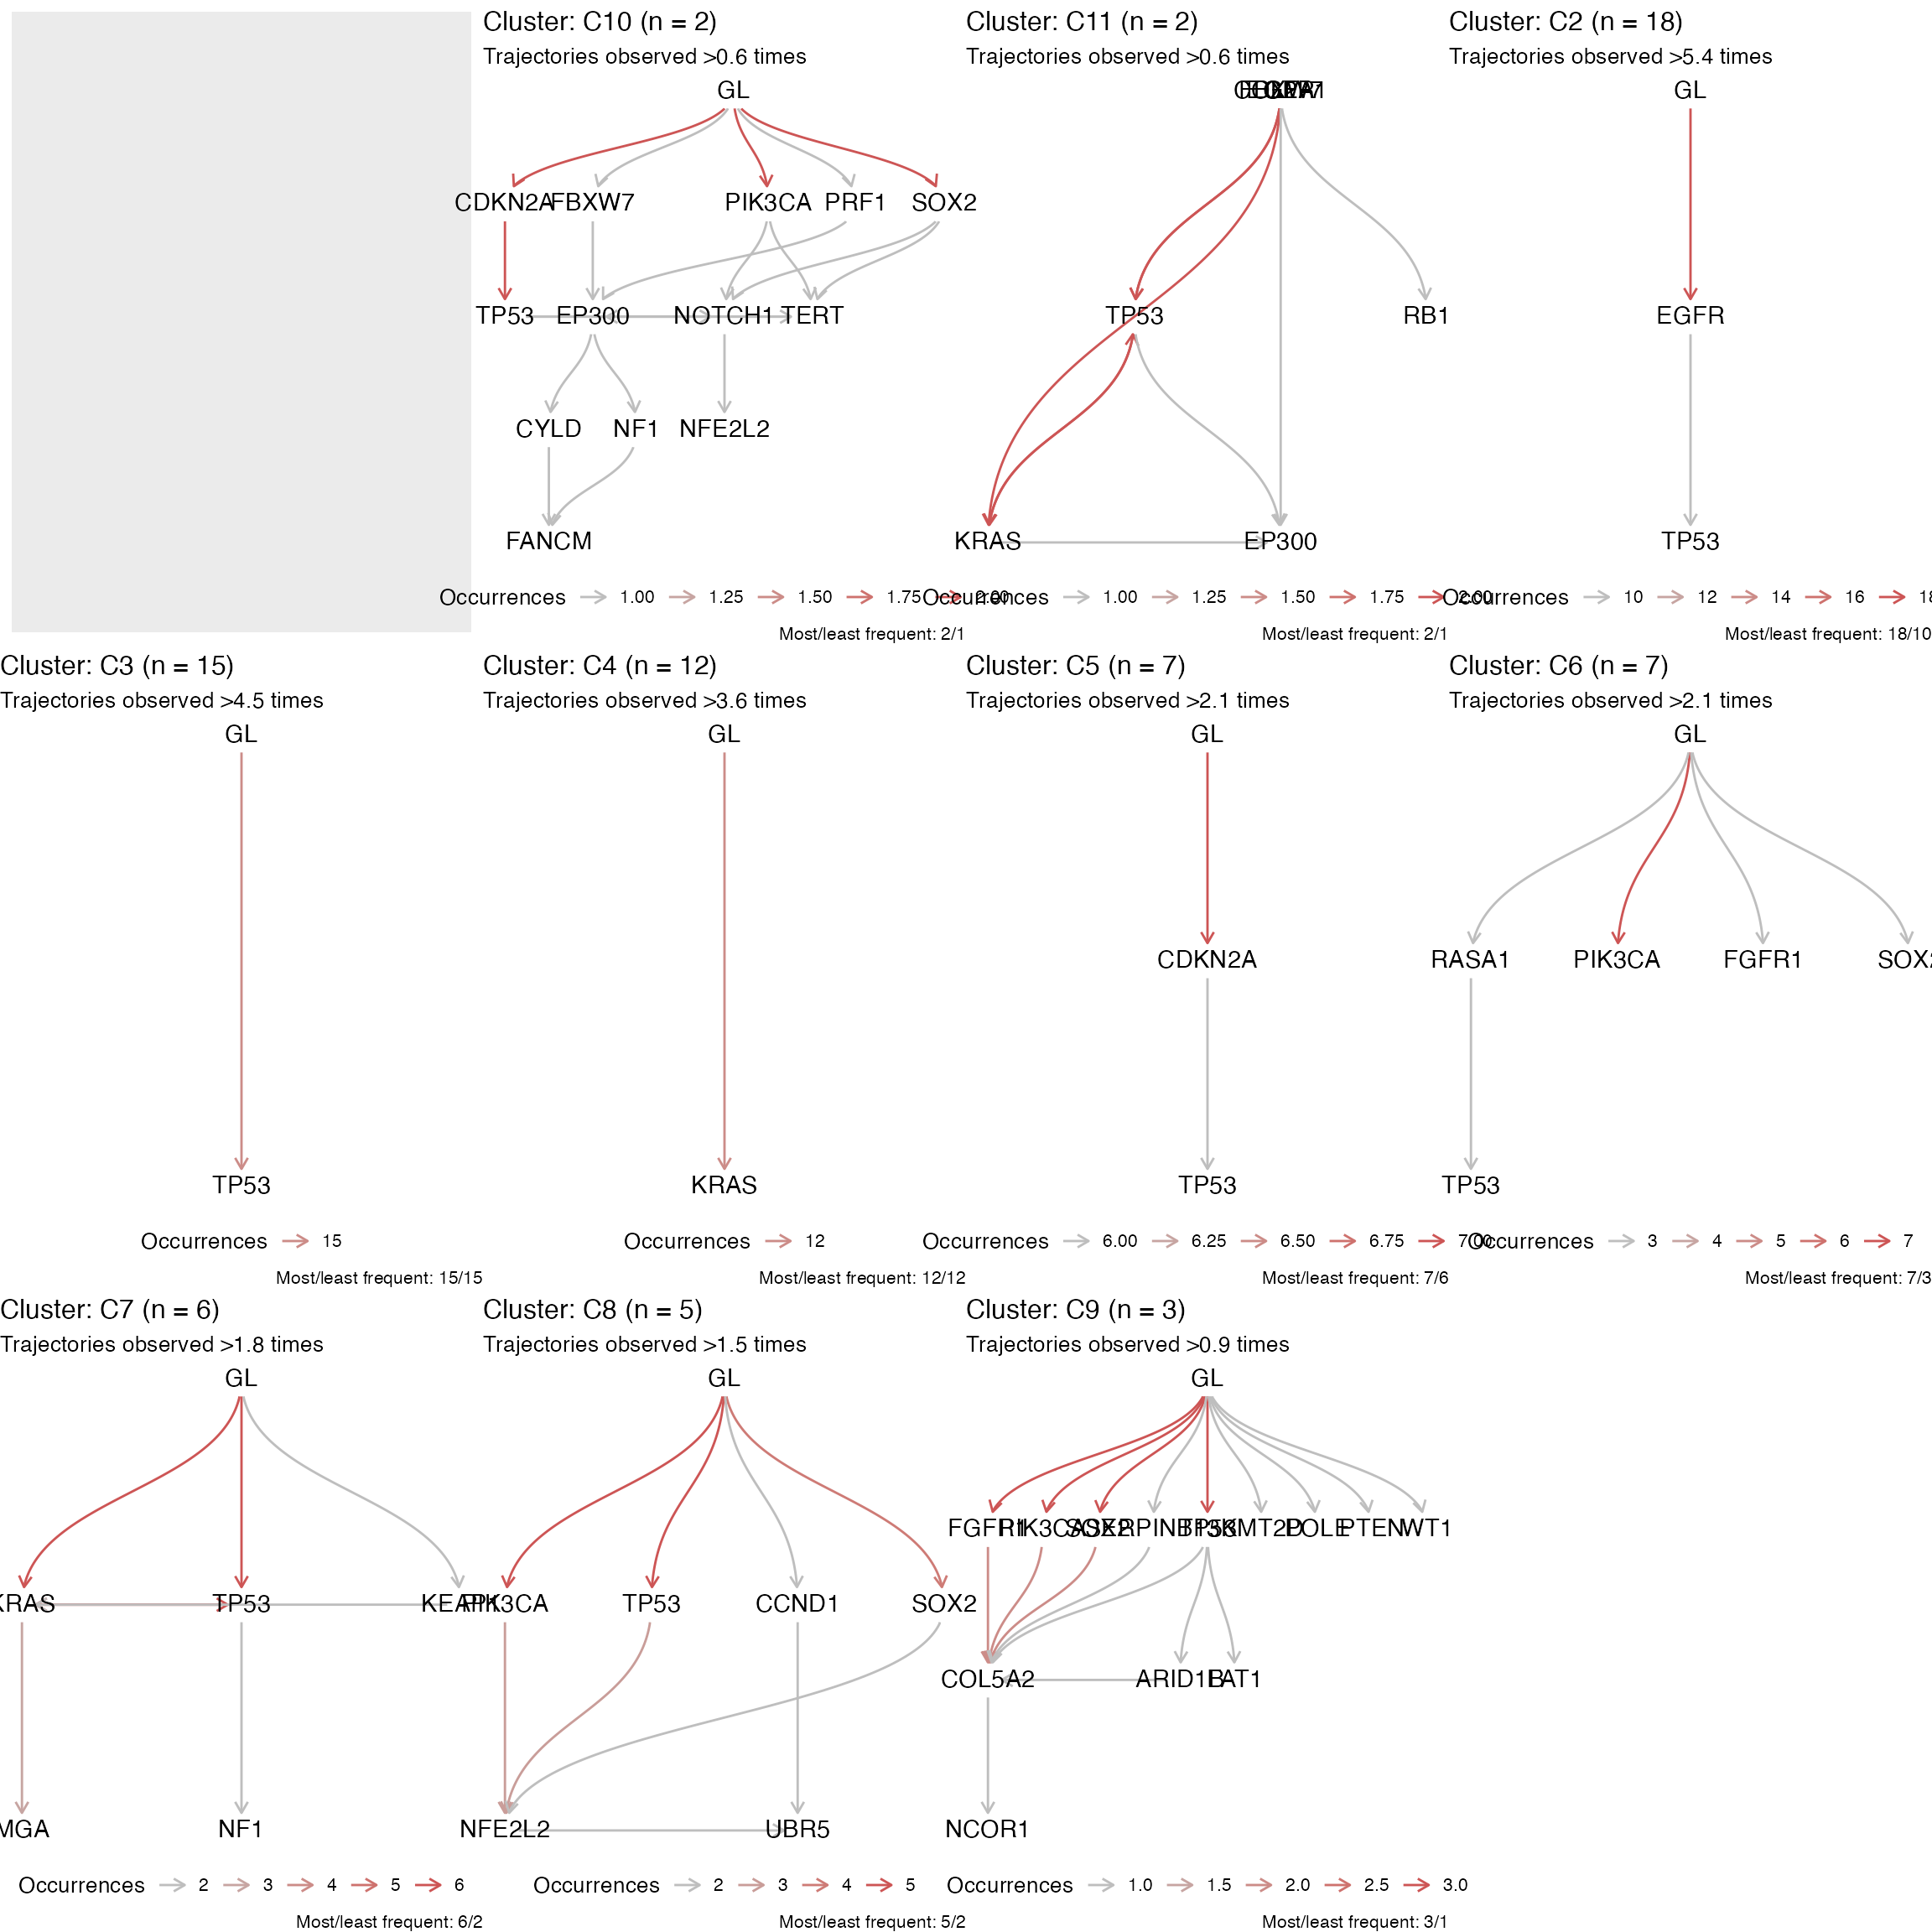 Cluster: C10 (n = 2)
Trajectories observed >0.6 times
GL
CDKN2A FBXW7 PIK3CA PRF1 SOX2
TP53 EP300 NOTCH1 TERT
CYLD NF1 NFE2L2
FANCM
Occurrences 1.00 1.25 1.50 1.75 2.00
Most/least frequent: 2/1
Cluster: C11 (n = 2)
Trajectories observed >0.6 times
TP53 RB1
KRAS EP300
Occurrences 1.00 1.25 1.50 1.75 2.00
Most/least frequent: 2/1
Cluster: C2 (n = 18)
Trajectories observed >5.4 times
GL
EGFR
TP53
Occurrences 10 12 14 16 18
Most/least frequent: 18/10
Cluster: C3 (n = 15)
Trajectories observed >4.5 times
GL
TP53
Occurrences 15
Most/least frequent: 15/15
Cluster: C4 (n = 12)
Trajectories observed >3.6 times
GL
KRAS
Occurrences 12
Most/least frequent: 12/12
Cluster: C5 (n = 7)
Trajectories observed >2.1 times
GL
CDKN2A
TP53
Occurrences 6.00 6.25 6.50 6.75 7.00
Most/least frequent: 7/6
Cluster: C6 (n = 7)
Trajectories observed >2.1 times
GL
RASA1 PIK3CA FGFR1 SOX2
TP53
Occurrences 3 4 5 6 7
Most/least frequent: 7/3
Cluster: C7 (n = 6)
Trajectories observed >1.8 times
GL
KRAS TP53 KEAP1
MGA NF1
Occurrences 2 3 4 5 6
Most/least frequent: 6/2
Cluster: C8 (n = 5)
Trajectories observed >1.5 times
GL
PIK3CA TP53 CCND1 SOX2
NFE2L2 UBR5
Occurrences 2 3 4 5
Most/least frequent: 5/2
Cluster: C9 (n = 3)
Trajectories observed >0.9 times
GL
FGFR1 PIK3CA SOX2 TP53 KMT2D POLE PTEN WT1
COL5A2 ARID1B FAT1
NCOR1
Occurrences 1.0 1.5 2.0 2.5 3.0
Most/least frequent: 3/1